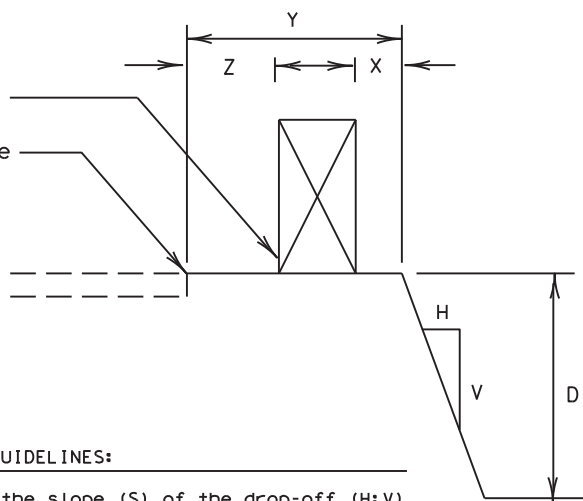 Y
Z
X
e
H
V
D
UIDELINES:
the slope (S) of the drop-off (H:V)